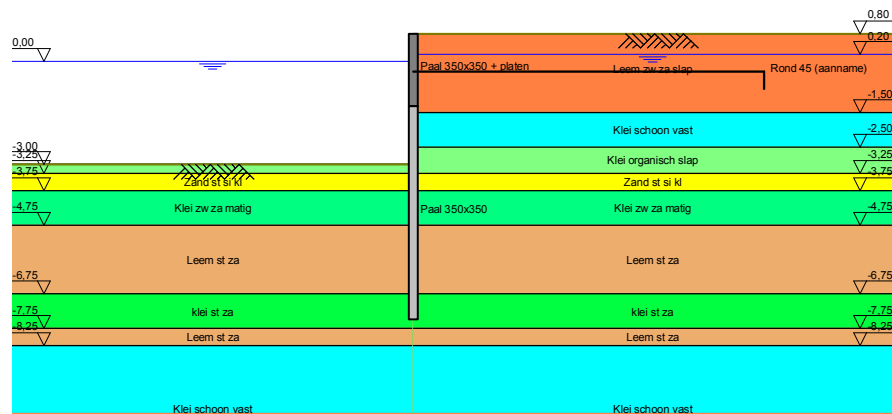 0,80
0,00
0,20
Paal 350x350 + platen
Leem zw za slap
Rond 45 (aanname)
-1,50
Klei schoon vast
-2,50
-3,00
-3,25
Klei organisch slap
-3,25
-3,75
Zand st si kl
Zand st si kl
-3,75
Klei zw za matig
Paal 350x350
Klei zw za matig
-4,75
-4,75
Leem st za
Leem st za
-6,75
-6,75
klei st za
klei st za
-7,75
-7,75
-8,25
-8,25
Leem st za
Leem st za
Klei schoon vast
Klei schoon vast